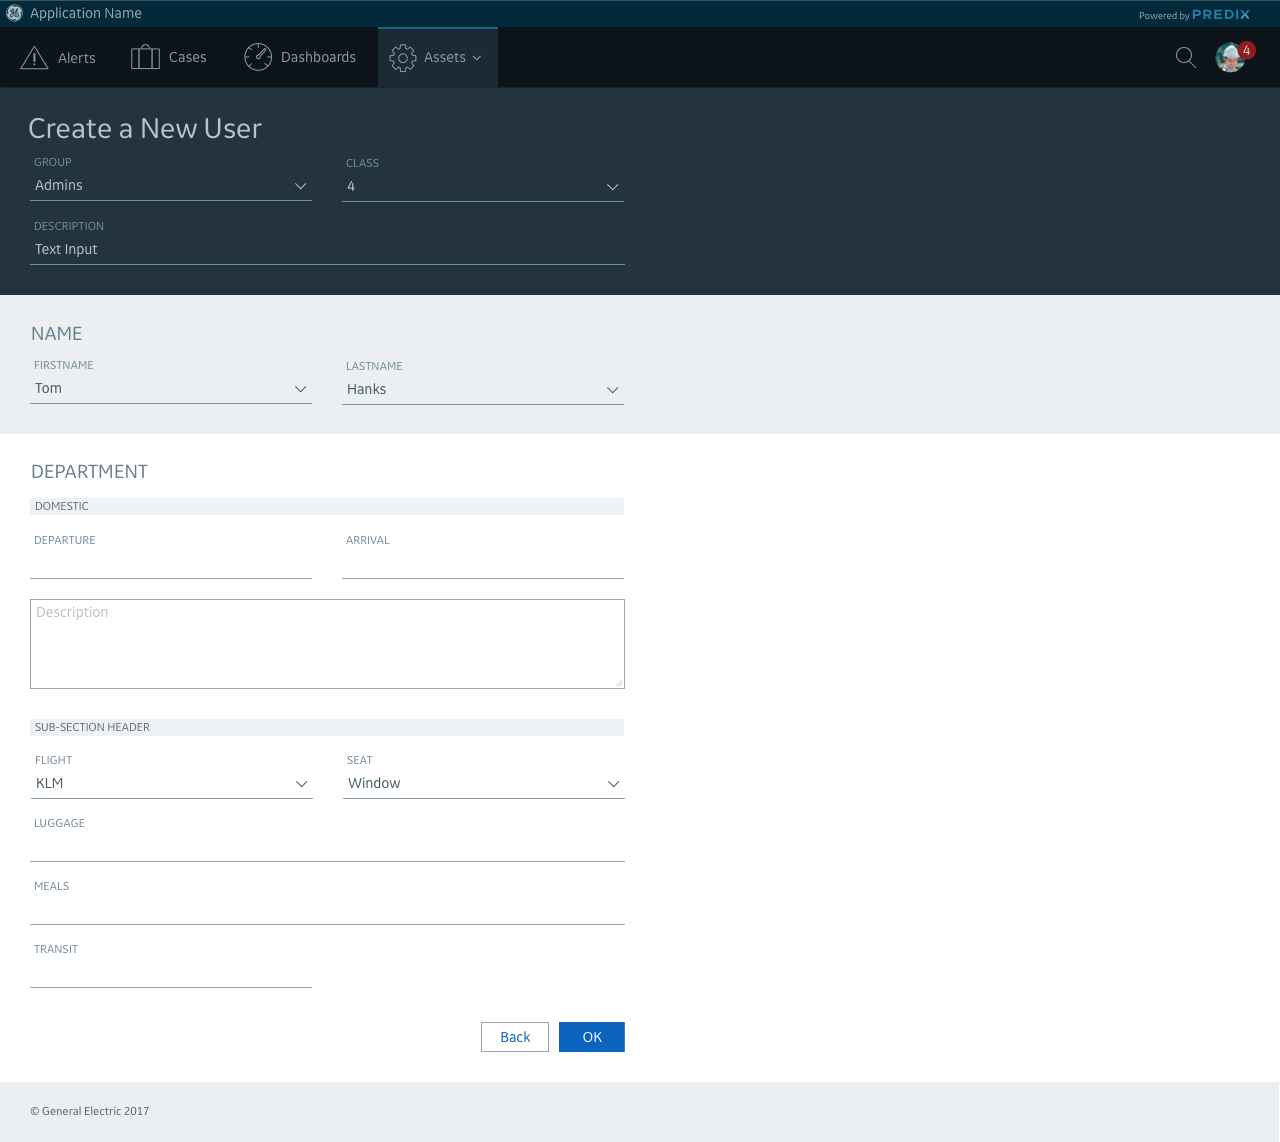 Application Name
Powered by PREDIX
Alerts
Cases
Dashboards
Assets
4
Create a New User
GROUP
CLASS
Admins
4
DESCRIPTION
Text Input
NAME
FIRSTNAME
LASTNAME
Tom
Hanks
DEPARTMENT
DOMESTIC
DEPARTURE
ARRIVAL
Description
SUB-SECTION HEADER
FLIGHT
SEAT
KLM
Window
LUGGAGE
MEALS
TRANSIT
Back
OK
© General Electric 2017